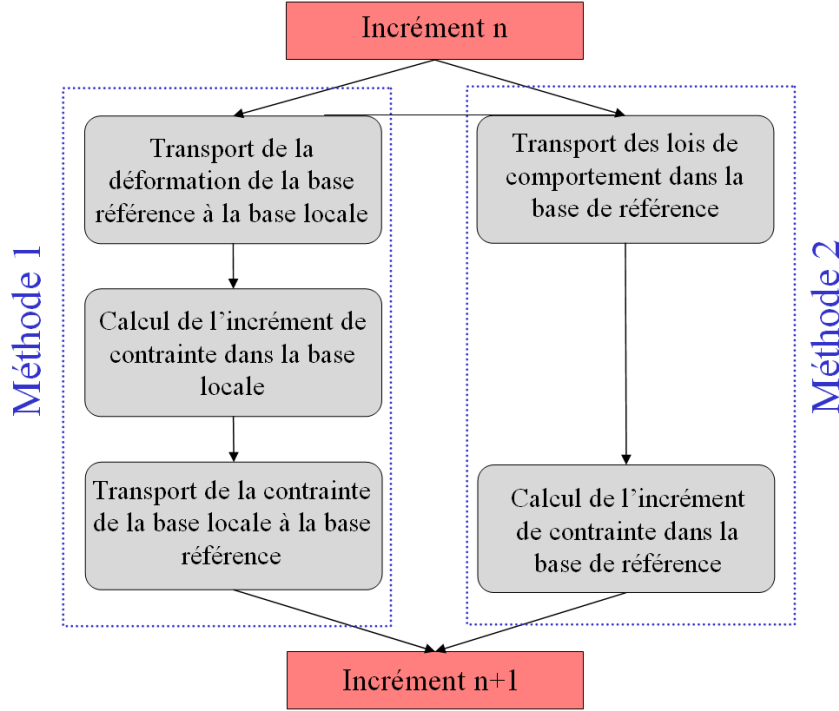 Incrément n
Méthode 1
Transport de la
déformation de la base
référence à la base locale
Calcul de l'incrément de
contrainte dans la base
locale
Transport de la contrainte
de la base locale à la base
référence
Transport des lois de
comportement dans la
base de référence
Calcul de l'incrément
de contrainte dans la
base de référence
Méthode 2
Incrément n+1